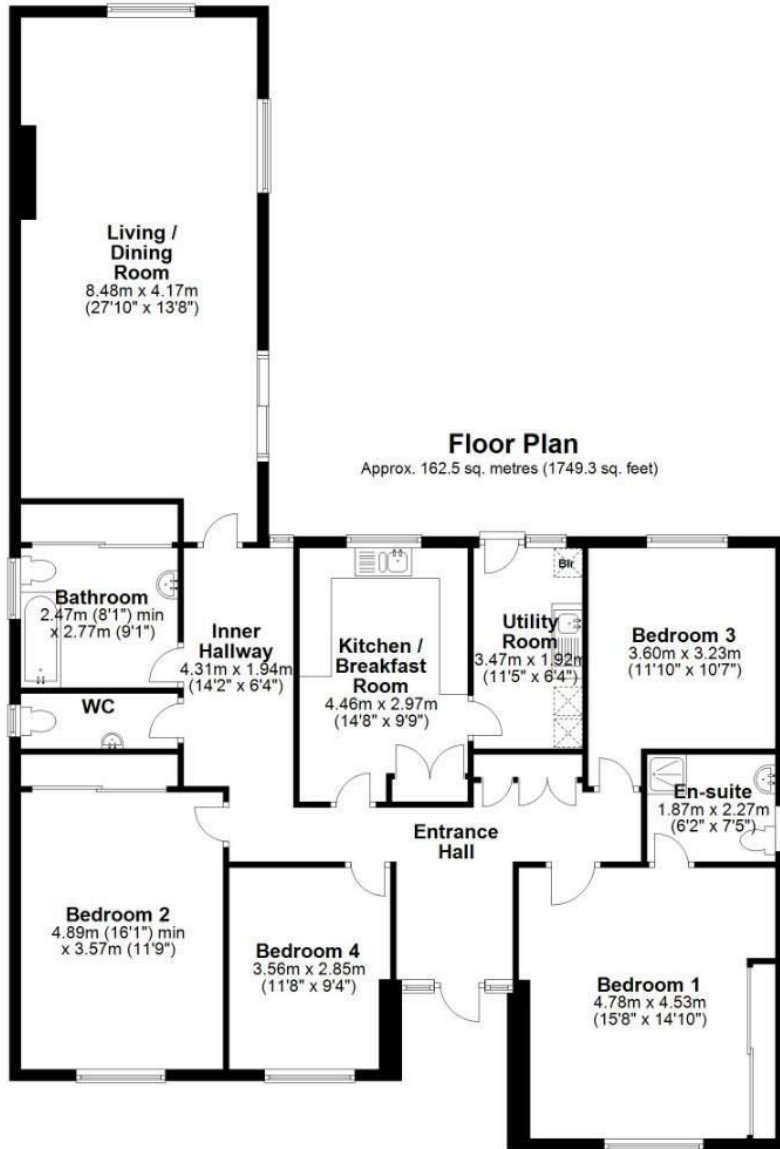 Living /
Dining
Room
8.48m x 4.17m
(27'10" x 13'8")
Floor Plan
Approx. 162.5 sq. metres (1749.3 sq. feet)
Bathroom
2.47m (8'1") min
x 2.77m (9'1")
Inner
Hallway
4.31m x 1.94m
(14'2" x 6'4")
Kitchen /
Breakfast
Room
4.46m x 2.97m
(14'8" x 9'9")
Blr
Utility
Room
3.47m x 1.92m
(11'5" x 6'4")
Bedroom 3
3.60m x 3.23m
(11'10" x 10'7")
WC
En-suite
1.87m x 2.27m
(6'2" x 7'5")
Entrance
Hall
Bedroom 2
4.89m (16'1") min
x 3.57m (11'9")
Bedroom 4
3.56m x 2.85m
(11'8" x 9'4")
Bedroom 1
4.78m x 4.53m
(15'8" x 14'10")